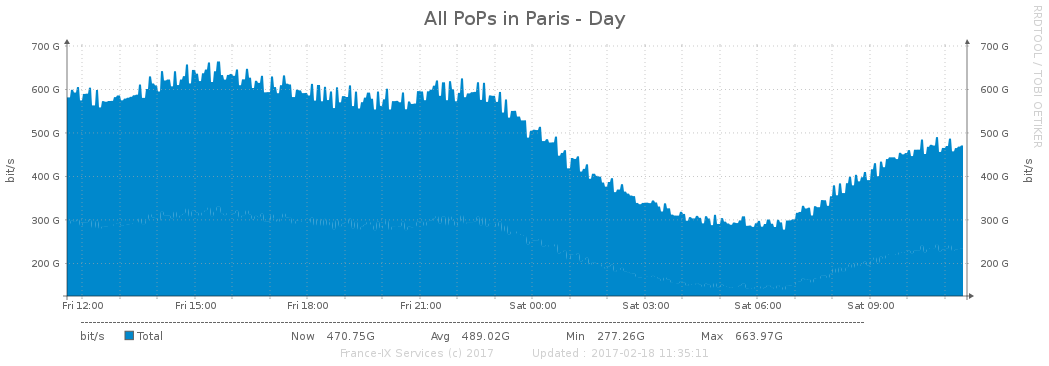 All PoPs in Paris - Day
RRDTOOL / TOBI OETIKER
700 G 700 G
600 G 600 G
500 G 500 G
400 G 400 G
300 G 300 G
200 G 200 G
bit/s bit/s
Fri 12:00 Fri 15:00 Fri 18:00 Fri 21:00 Sat 00:00 Sat 03:00 Sat 06:00 Sat 09:00
bit/s Total Now 470.75G Avg 489.02G Min 277.26G Max 663.97G
France-IX Services (c) 2017 Updated : 2017-02-18 11:35:11